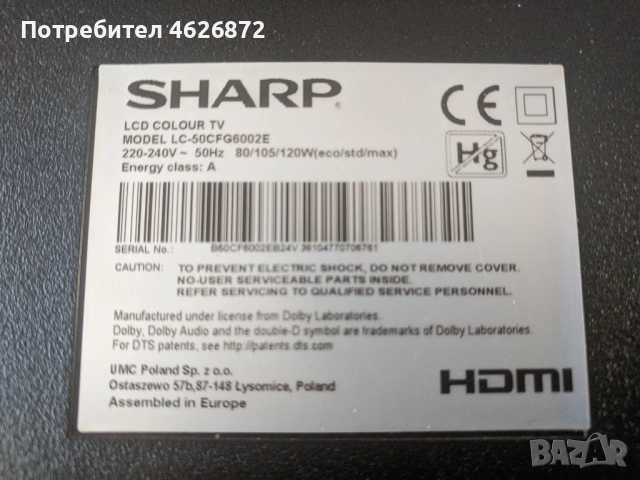 Потребител 4628872
SHARP®
LCD COLOUR TV
MODEL LC-50CFG6002E
220-240V ~ 50Hz 80/105/120W(eco/std/max)
Energy class: A
CE
Hg
SERIAL No.:
CAUTION: TO PREVENT ELECTRIC SHOCK, DO NOT REMOVE COVER.
NO-USER SERVICEABLE PARTS INSIDE.
REFER SERVICING TO QUALIFIED SERVICE PERSONNEL.
Manufactured under license from Dolby Laboratories.
Dolby, Dolby Audio and the double-D symbol are trademarks of Dolby Laboratories.
For DTS patents, see http://patents.dts.com
UMC Poland Sp. z o.o.
Ostaszewo 57b,87-148 Lysomice, Poland
Assembled in Europe
HDMI
BAZAR